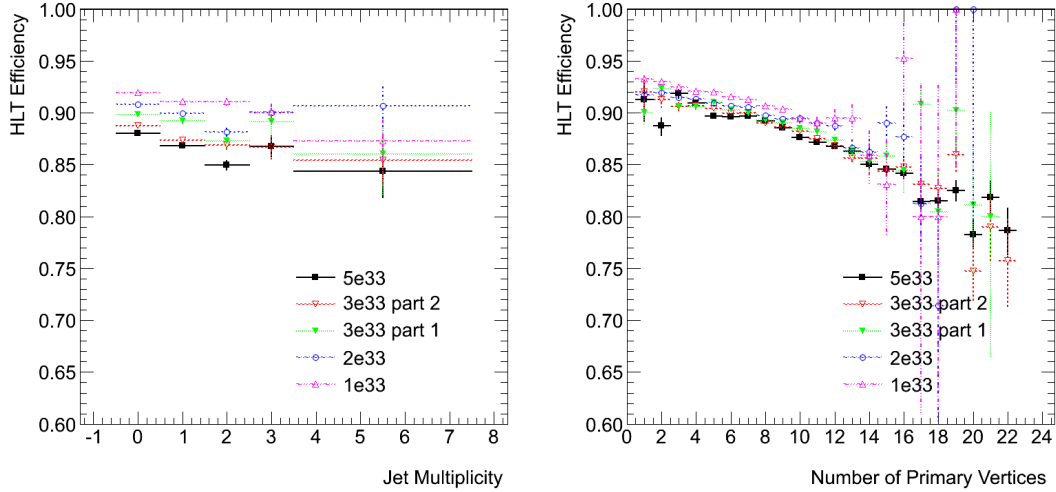 HLT Efficiency
1.00
0.95
0.90
0.85
0.80
0.75
0.70
0.65
0.60
5e33
3e33 part 2
3e33 part 1
2e33
1e33
-1 0 1 2 3 4 5 6 7 8
Jet Multiplicity
HLT Efficiency
1.00
0.95
0.90
0.85
0.80
0.75
0.70
0.65
0.60
5e33
3e33 part 2
3e33 part 1
2e33
1e33
0 2 4 6 8 10 12 14 16 18 20 22 24
Number of Primary Vertices